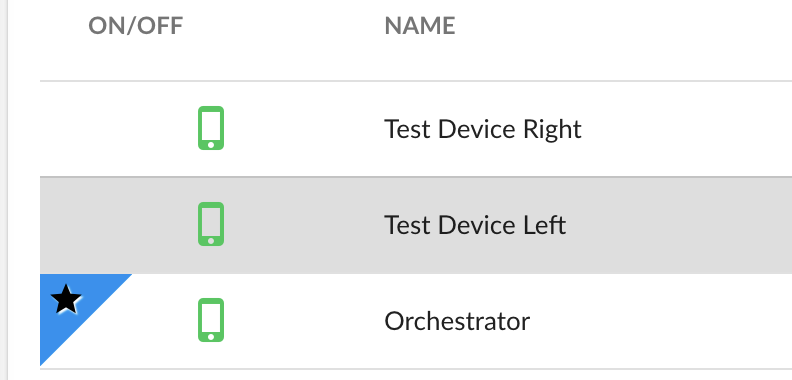 ON/OFF NAME
Test Device Right
Test Device Left
Orchestrator